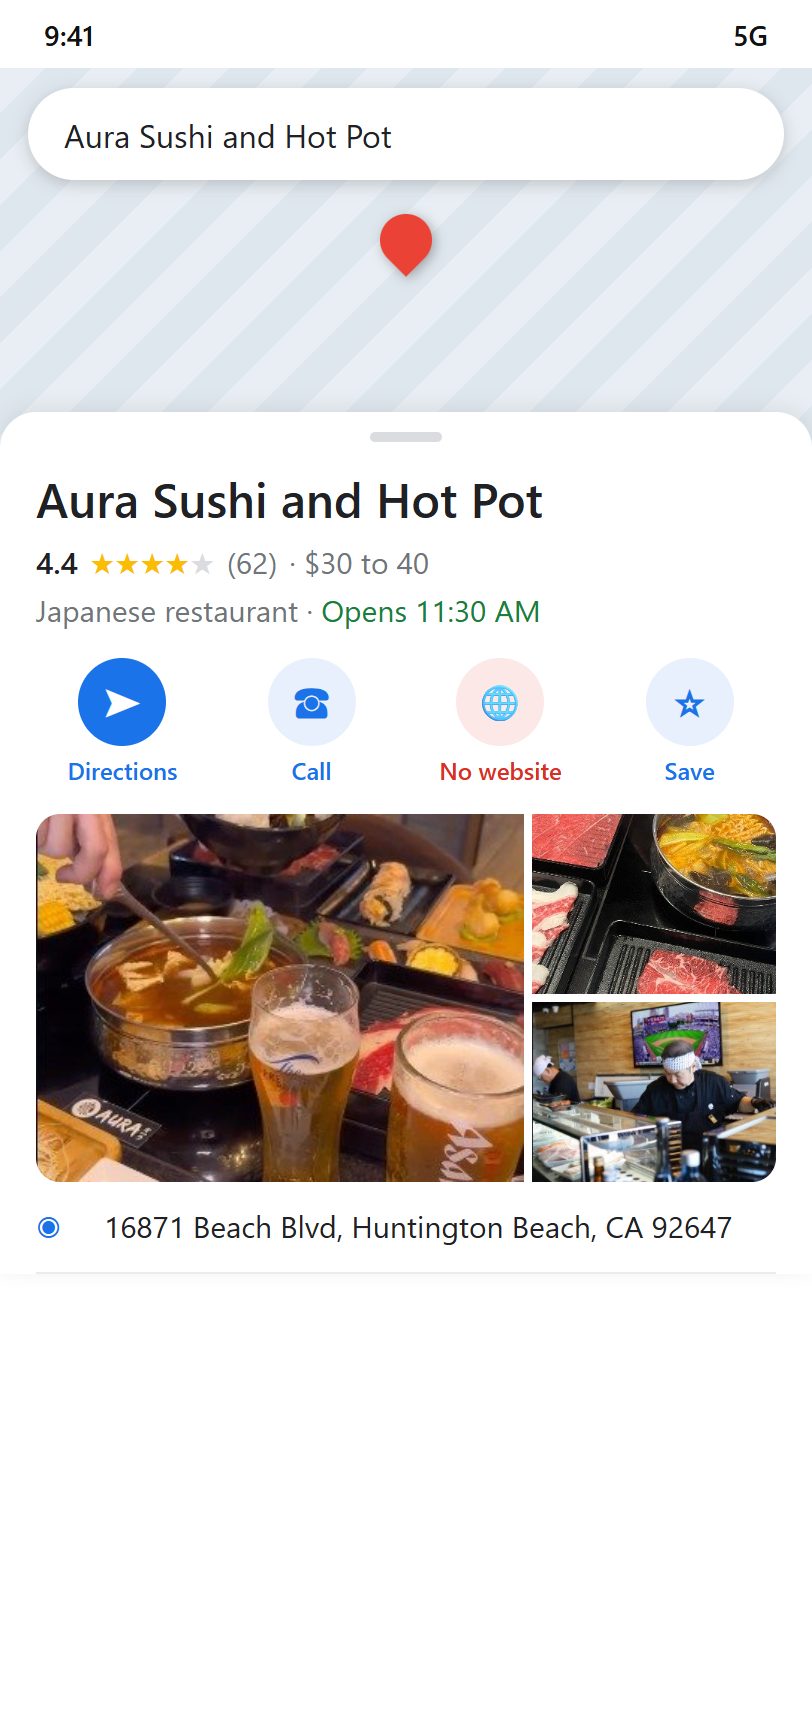 9:41 5G
Aura Sushi and Hot Pot
Aura Sushi and Hot Pot
4.4 ★★★★★ (62) · $30 to 40
Japanese restaurant · Opens 11:30 AM
Directions Call No website Save
AURA
Asa
16871 Beach Blvd, Huntington Beach, CA 92647